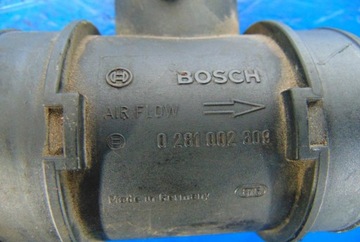 BOSCH
AIR FLOW
0 281 002 309
Made in Germany